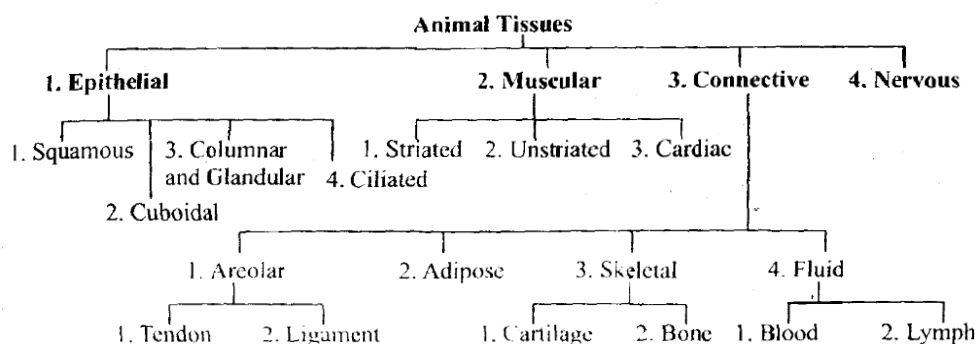 Animal Tissues
1. Epithelial 2. Muscular 3. Connective 4. Nervous
1. Squamous 3. Columnar 1. Striated 2. Unstriated 3. Cardiac
and Glandular 4. Ciliated
2. Cuboidal
1. Areolar 2. Adipose 3. Skeletal 4. Fluid
1. Tendon 2. Ligament 1. Cartilage 2. Bone 1. Blood 2. Lymph